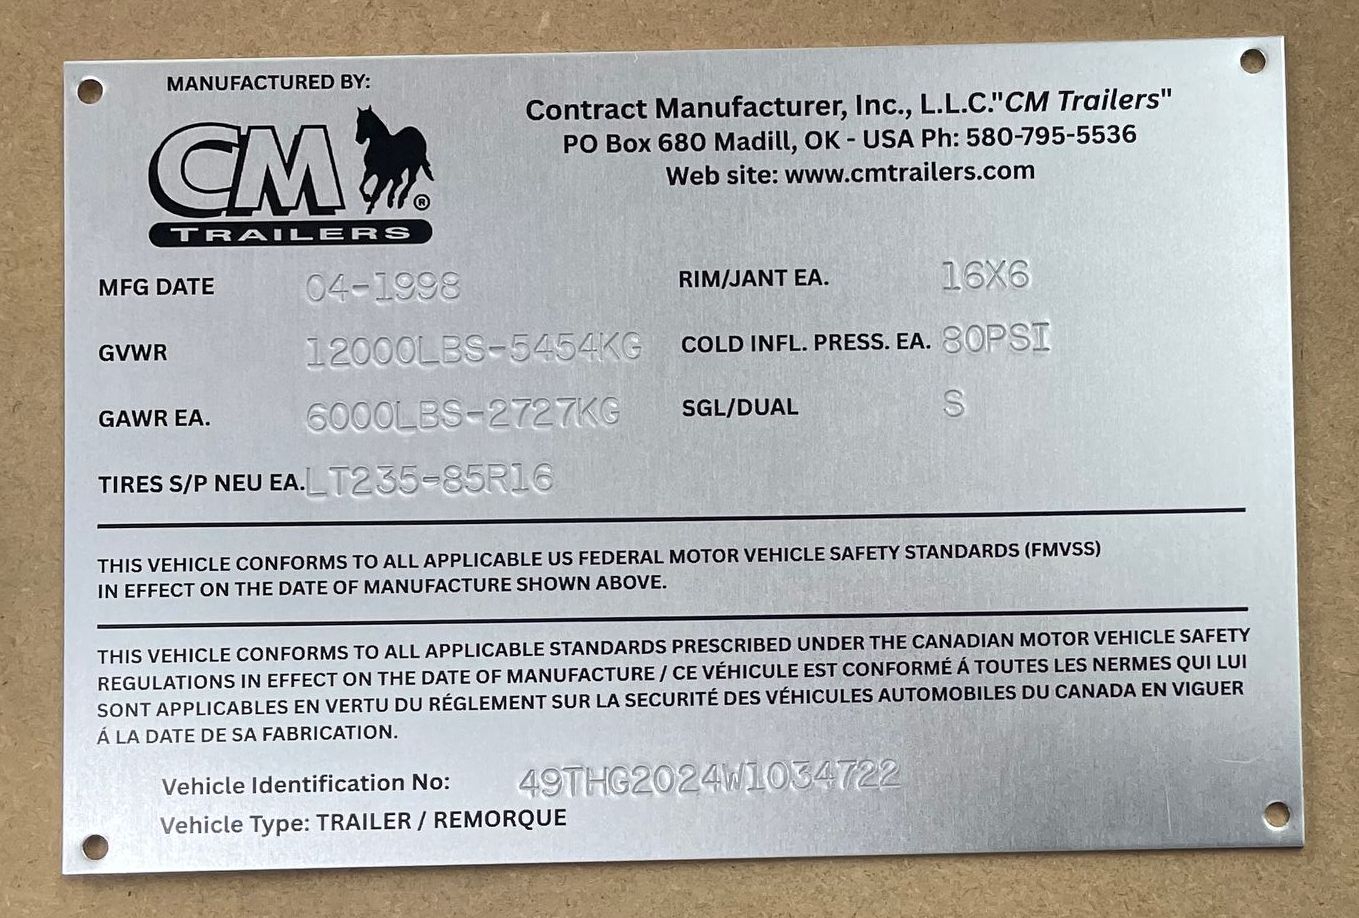 MANUFACTURED BY:
CM ®
TRAILERS
Contract Manufacturer, Inc., L.L.C."CM Trailers"
PO Box 680 Madill, OK - USA Ph: 580-795-5536
Web site: www.cmtrailers.com
MFG DATE 04-1998
RIM/JANT EA. 16X6
GVWR 12000LBS-5454KG
COLD INFL. PRESS. EA. 80PSI
GAWR EA. 6000LBS-2727KG
SGL/DUAL S
TIRES S/P NEU EA. LT235-85R16
THIS VEHICLE CONFORMS TO ALL APPLICABLE US FEDERAL MOTOR VEHICLE SAFETY STANDARDS (FMVSS)
IN EFFECT ON THE DATE OF MANUFACTURE SHOWN ABOVE.
THIS VEHICLE CONFORMS TO ALL APPLICABLE STANDARDS PRESCRIBED UNDER THE CANADIAN MOTOR VEHICLE SAFETY
REGULATIONS IN EFFECT ON THE DATE OF MANUFACTURE / CE VÉHICULE EST CONFORMÉ Á TOUTES LES NERMES QUI LUI
SONT APPLICABLES EN VERTU DU RÉGLEMENT SUR LA SECURITÉ DES VÉHICULES AUTOMOBILES DU CANADA EN VIGUER
Á LA DATE DE SA FABRICATION.
Vehicle Identification No: 49THG2024W1034722
Vehicle Type: TRAILER / REMORQUE